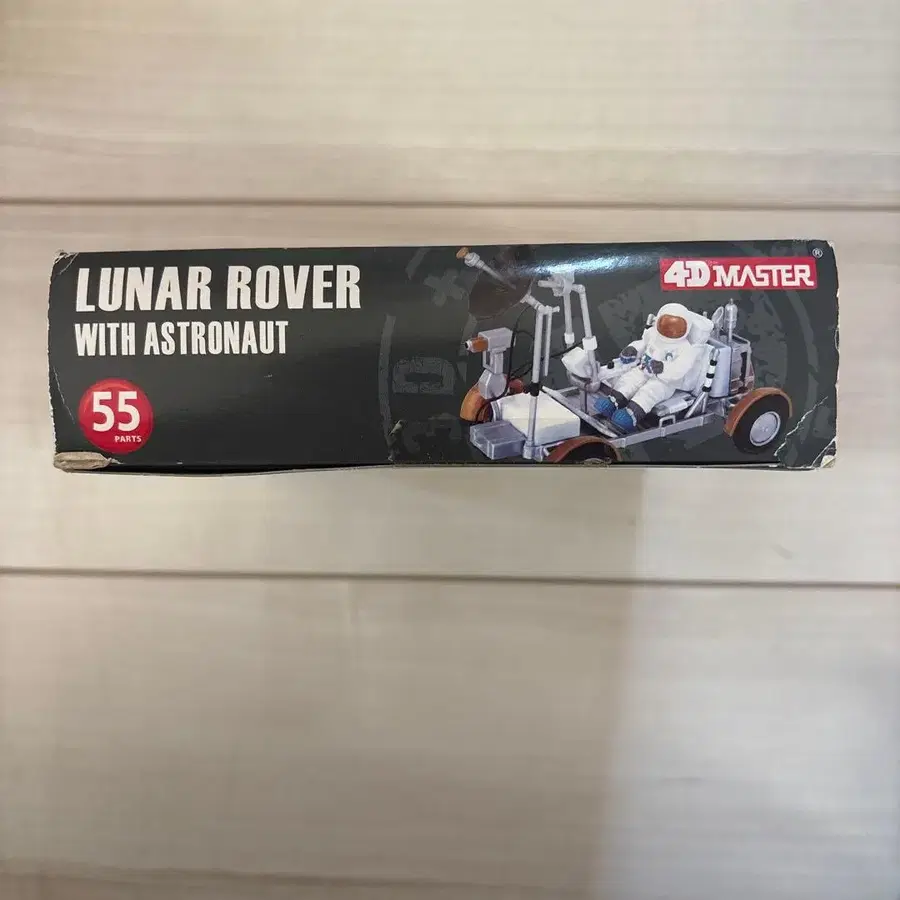 LUNAR ROVER
WITH ASTRONAUT
55
PARTS
4D MASTER®